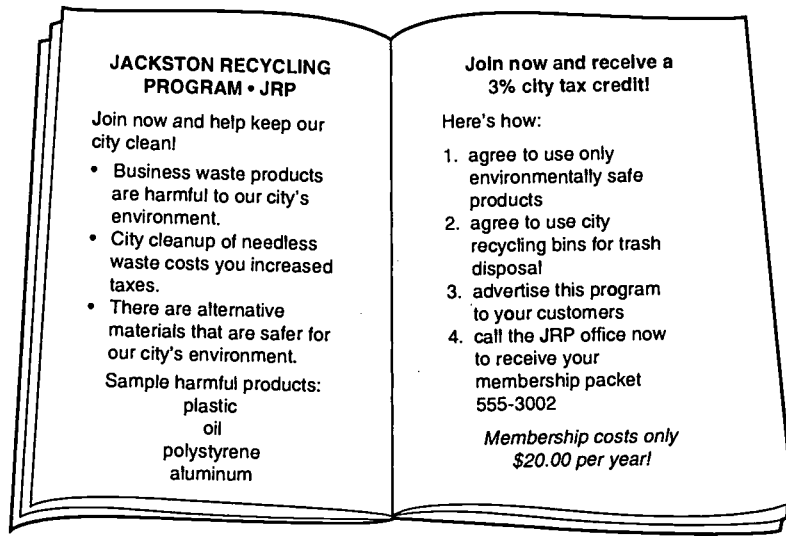 JACKSTON RECYCLING
PROGRAM • JRP
Join now and help keep our
city clean!
• Business waste products
are harmful to our city's
environment.
• City cleanup of needless
waste costs you increased
taxes.
• There are alternative
materials that are safer for
our city's environment.
Sample harmful products:
plastic
oil
polystyrene
aluminum
Join now and receive a
3% city tax credit!
Here's how:
1. agree to use only
environmentally safe
products
2. agree to use city
recycling bins for trash
disposal
3. advertise this program
to your customers
4. call the JRP office now
to receive your
membership packet
555-3002
Membership costs only
$20.00 per year!